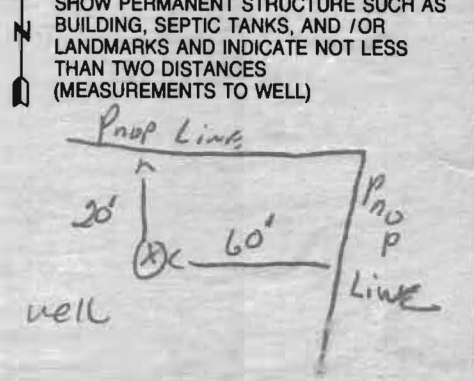 SHOW PERMANENT STRUCTURE SUCH AS
BUILDING, SEPTIC TANKS, AND /OR
LANDMARKS AND INDICATE NOT LESS
THAN TWO DISTANCES
(MEASUREMENTS TO WELL)
N
Prop Line
20'
60'
Prop
Line
X
well